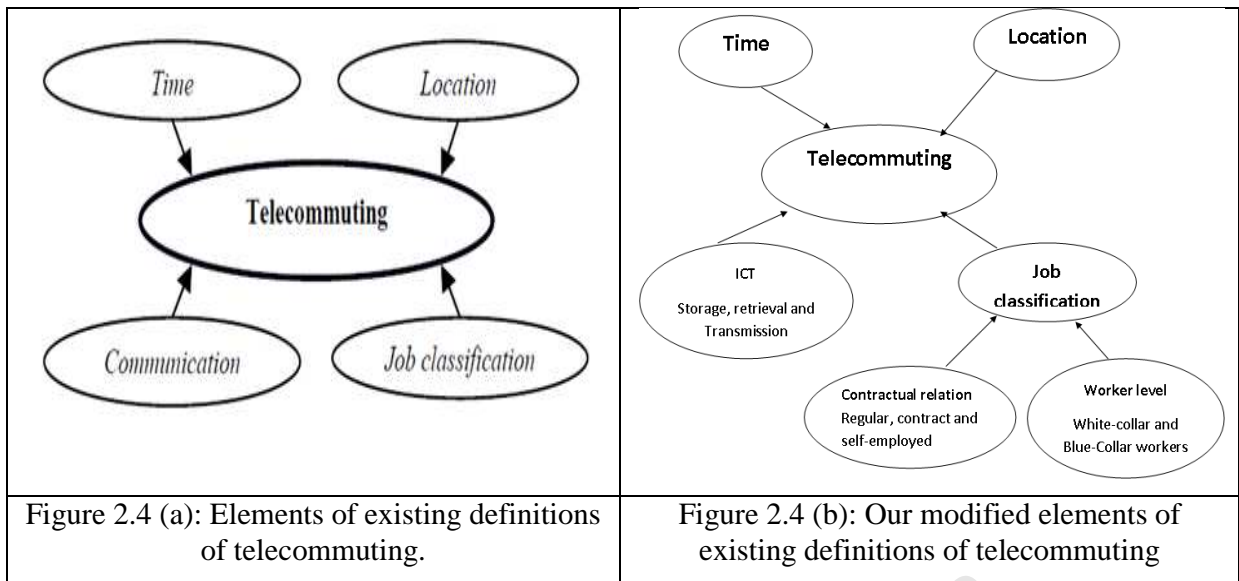 Time
Location
Telecommuting
Communication
Job classification
Figure 2.4 (a): Elements of existing definitions
of telecommuting.
Time
Location
Telecommuting
ICT
Storage, retrieval and
Transmission
Job
classification
Contractual relation
Regular, contract and
self-employed
Worker level
White-collar and
Blue-Collar workers
Figure 2.4 (b): Our modified elements of
existing definitions of telecommuting